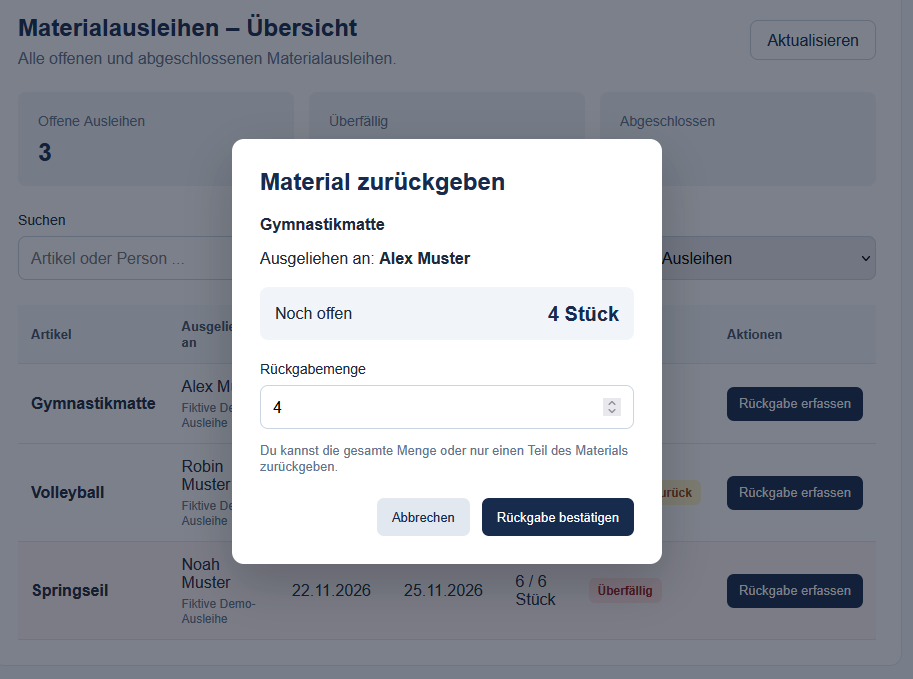 Materialausleihen – Übersicht
Alle offenen und abgeschlossenen Materialausleihen.
Aktualisieren
Offene Ausleihen
3
Überfällig
Abgeschlossen
Suchen
Artikel oder Person ...
Ausleihen
Material zurückgeben
Gymnastikmatte
Ausgeliehen an: Alex Muster
Noch offen
4 Stück
Rückgabemenge
4
Du kannst die gesamte Menge oder nur einen Teil des Materials
zurückgeben.
Abbrechen
Rückgabe bestätigen
Artikel
an
Aktionen
Gymnastikmatte
Alex
Fiktive
Ausleihe
Rückgabe erfassen
Volleyball
Robin
Muster
Fiktive
Ausleihe
Rückgabe erfassen
Springseil
Noah
Muster
Fiktive Demo-
Ausleihe
22.11.2026
25.11.2026
6 / 6
Stück
Überfällig
Rückgabe erfassen